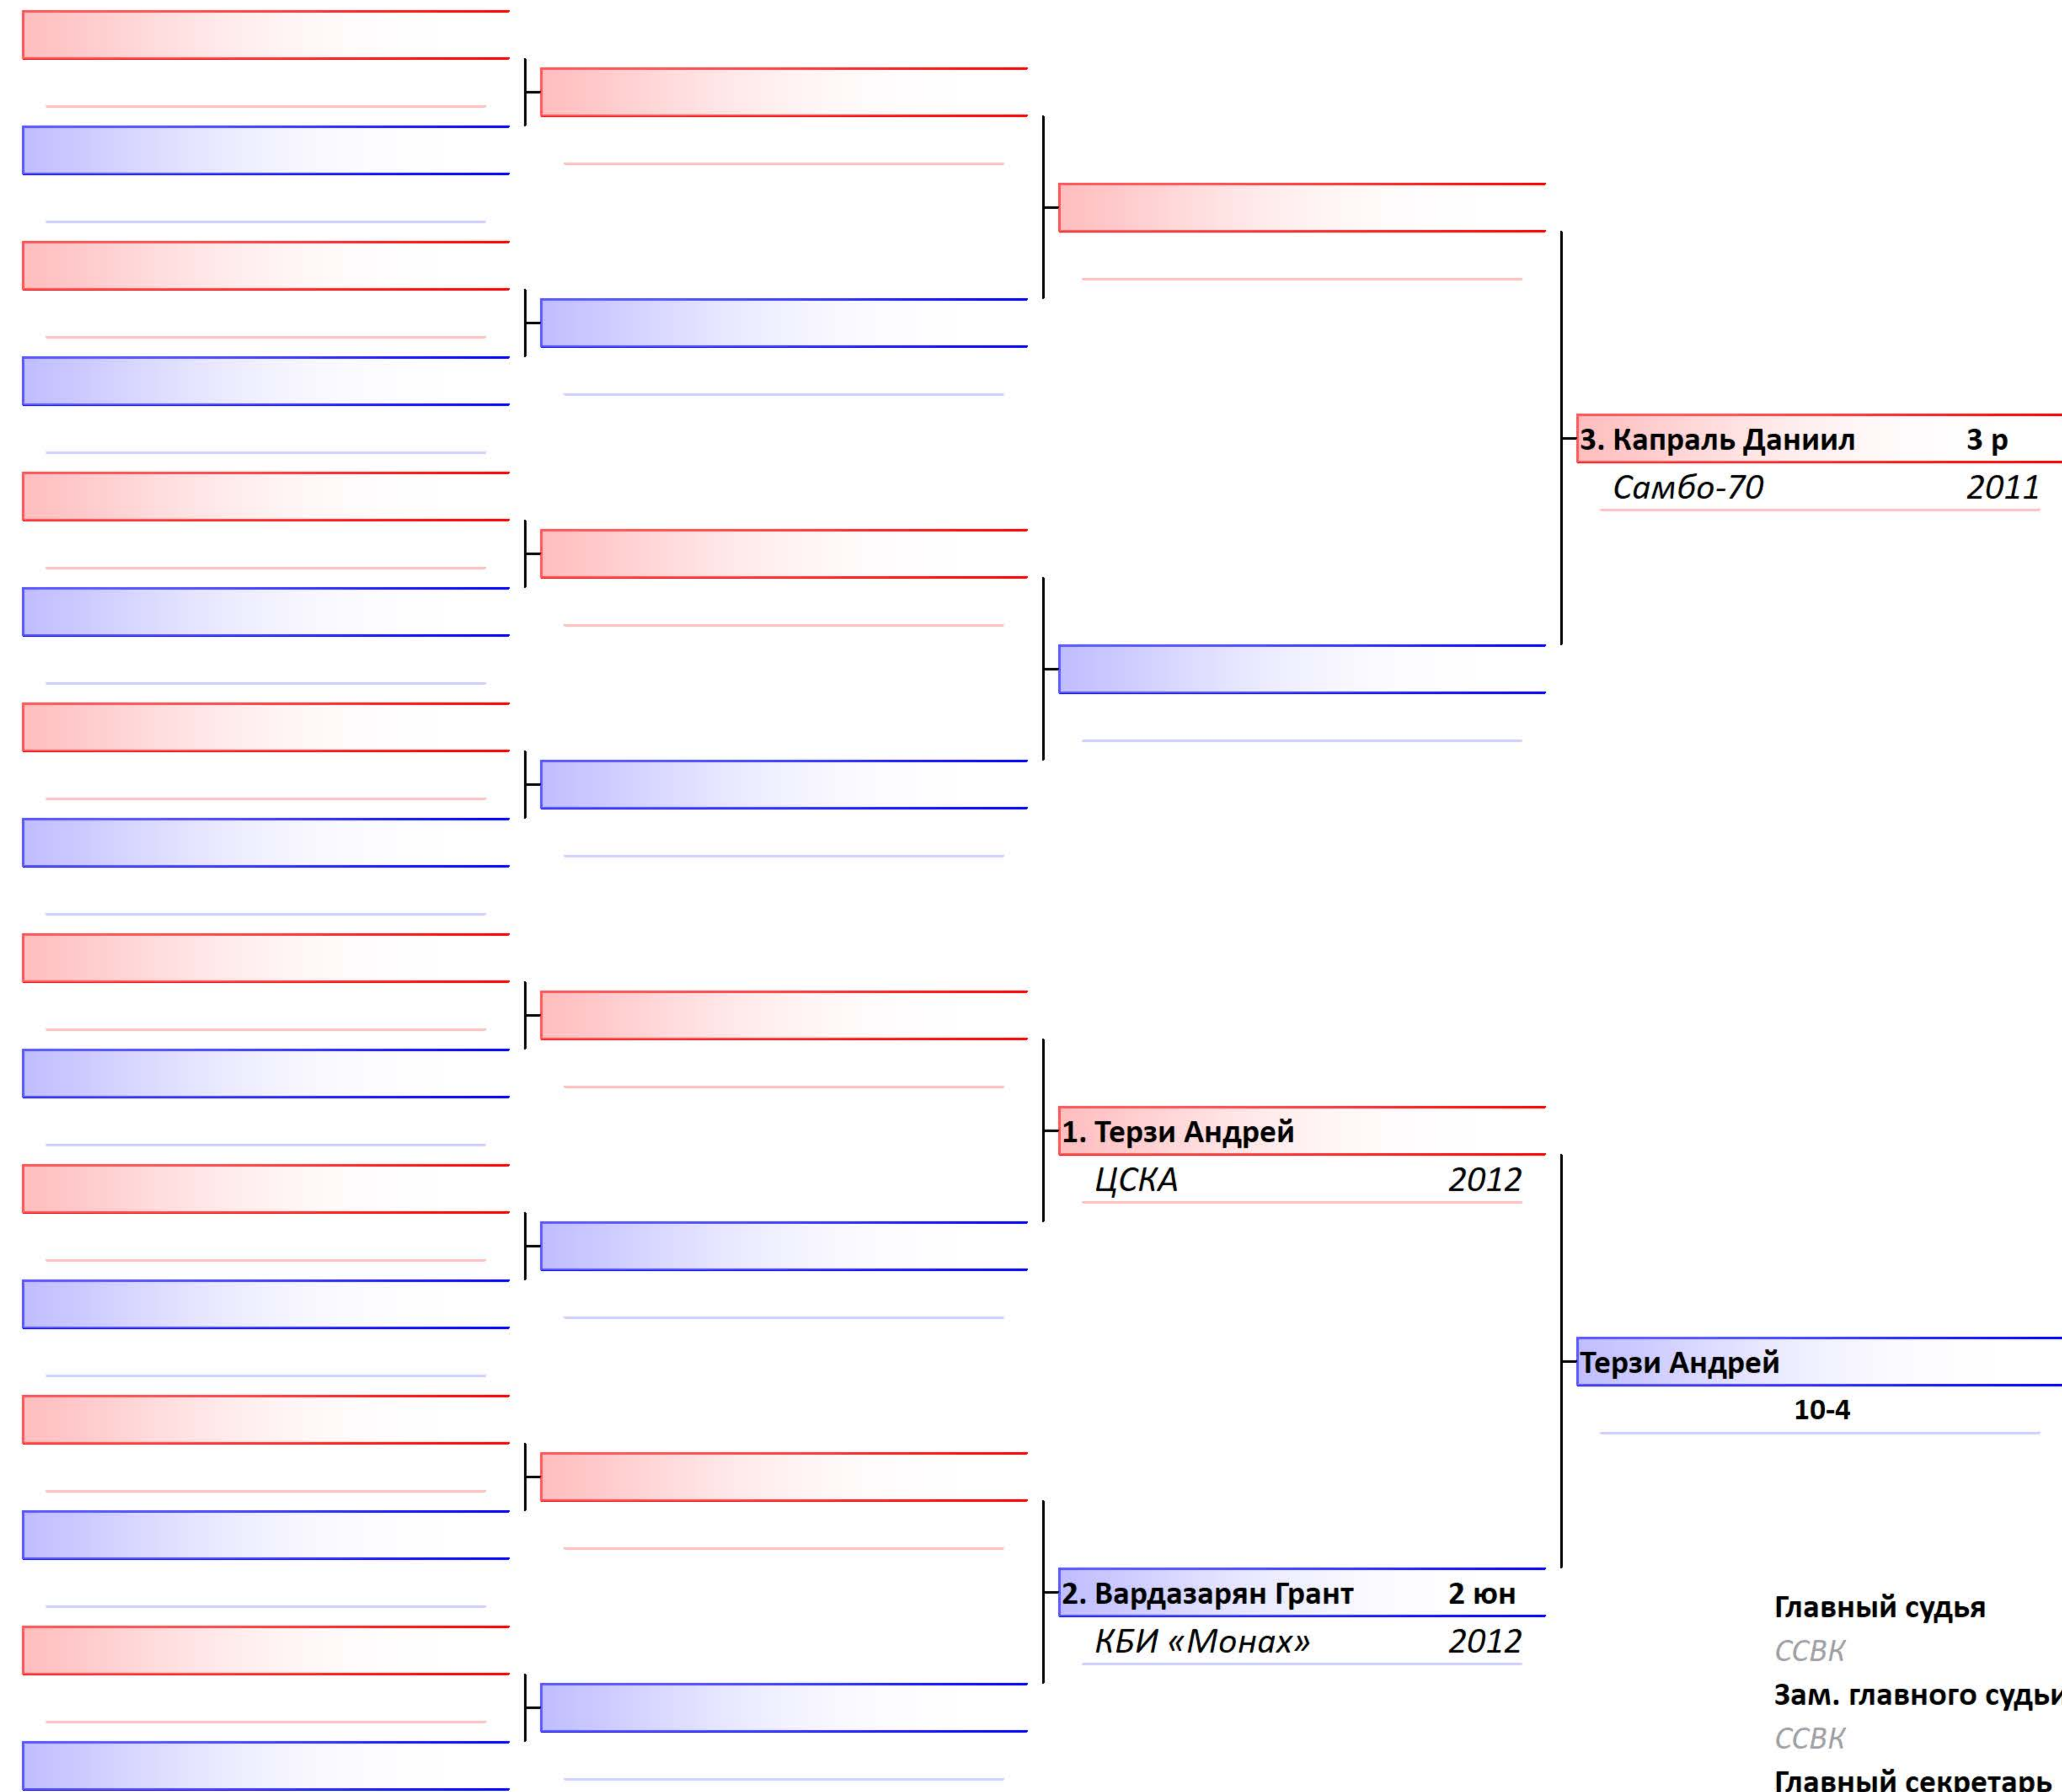 3. Капраль Даниил 3 р
Самбо-70 2011
1. Терзи Андрей
ЦСКА 2012
Терзи Андрей
10-4
2. Вардазарян Грант 2 юн
КБИ «Монах» 2012
Главный судья
ССВК
Зам. главного судьи
ССВК
Главный секретарь